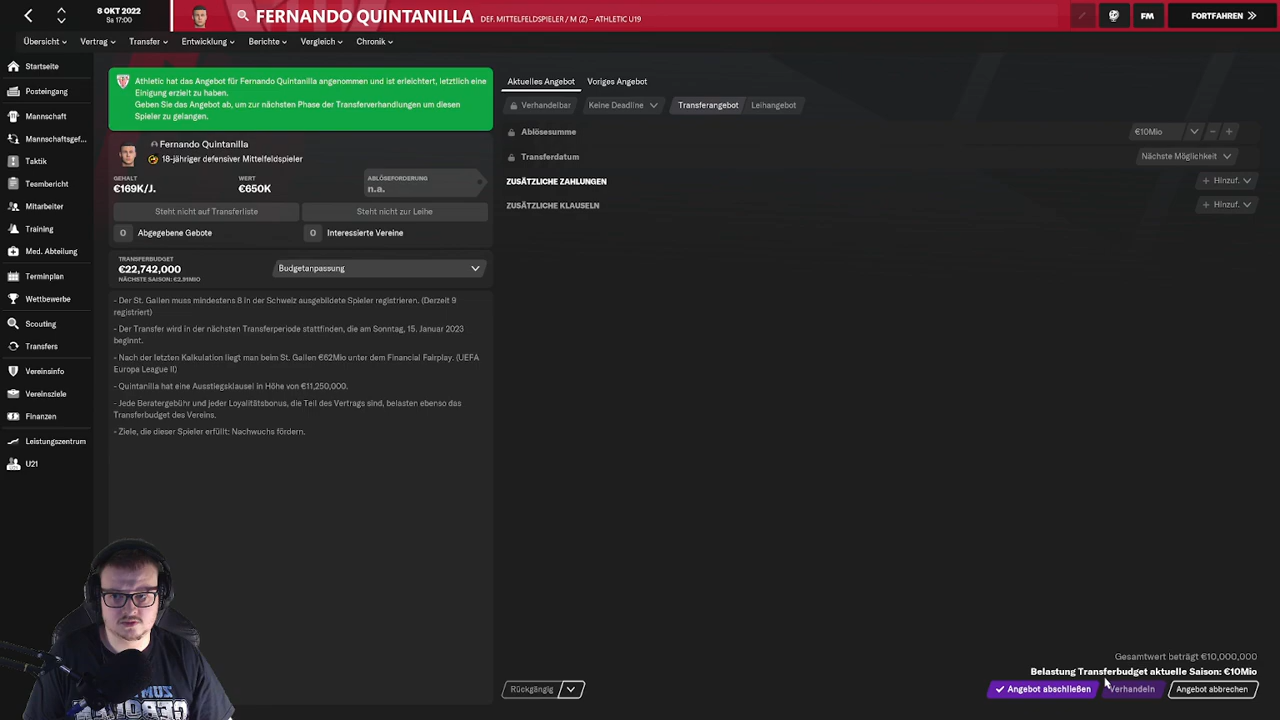 8 OKT 2022
Sa 17:00
FERNANDO QUINTANILLA
DEF. MITTELFELDSPIELER / M (Z) - ATHLETIC U19
FM
FORTFAHREN
Übersicht
Vertrag
Transfer
Entwicklung
Berichte
Vergleich
Chronik
Startseite
Posteingang
Mannschaft
Mannschaftsgef...
Taktik
Teambericht
Mitarbeiter
Training
Med. Abteilung
Terminplan
Wettbewerbe
Scouting
Transfers
Vereinsinfo
Vereinsziele
Finanzen
Leistungszentrum
U21
Athletic hat das Angebot für Fernando Quintanilla angenommen und ist erleichtert, letztlich eine
Einigung erzielt zu haben.
Geben Sie das Angebot ab, um zur nächsten Phase der Transferverhandlungen um diesen
Spieler zu gelangen.
Fernando Quintanilla
18-jähriger defensiver Mittelfeldspieler
GEHALT
€169K/J.
WERT
€650K
ABLÖSEFORDERUNG
n.a.
Steht nicht auf Transferliste
Steht nicht zur Leihe
0 Abgegebene Gebote
0 Interessierte Vereine
TRANSFERBUDGET
€22,742,000
NÄCHSTE SAISON: €2.91MIO
Budgetanpassung
- Der St. Gallen muss mindestens 8 in der Schweiz ausgebildete Spieler registrieren. (Derzeit 9
registriert)
- Der Transfer wird in der nächsten Transferperiode stattfinden, die am Sonntag, 15. Januar 2023
beginnt.
- Nach der letzten Kalkulation liegt man beim St. Gallen €62Mio unter dem Financial Fairplay. (UEFA
Europa League II)
- Quintanilla hat eine Ausstiegsklausel in Höhe von €11,250,000.
- Jede Beratergebühr und jeder Loyalitätsbonus, die Teil des Vertrags sind, belasten ebenso das
Transferbudget des Vereins.
- Ziele, die dieser Spieler erfüllt: Nachwuchs fördern.
Aktuelles Angebot
Voriges Angebot
Verhandelbar
Keine Deadline
Transferangebot
Leihangebot
Ablösesumme
€10Mio
Transferdatum
Nächste Möglichkeit
ZUSÄTZLICHE ZAHLUNGEN
+ Hinzuf.
ZUSÄTZLICHE KLAUSELN
+ Hinzuf.
Gesamtwert beträgt €10,000,000
Belastung Transferbudget aktuelle Saison: €10Mio
Rückgängig
Angebot abschließen
Verhandeln
Angebot abbrechen